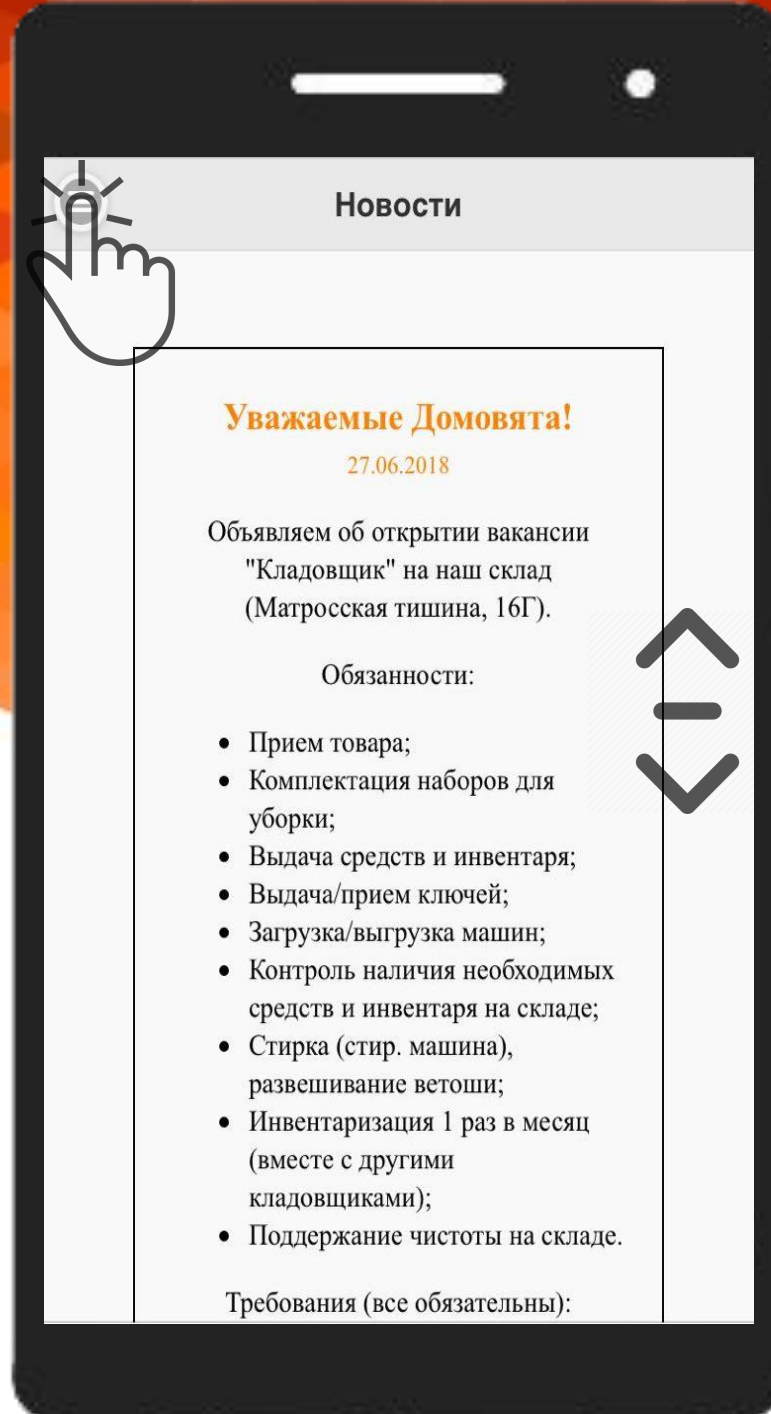 Новости
Уважаемые Домовята!
27.06.2018
Объявляем об открытии вакансии
"Кладовщик" на наш склад
(Матросская тишина, 16Г).
Обязанности:
• Прием товара;
• Комплектация наборов для
уборки;
• Выдача средств и инвентаря;
• Выдача/прием ключей;
• Загрузка/выгрузка машин;
• Контроль наличия необходимых
средств и инвентаря на складе;
• Стирка (стир. машина),
развешивание ветоши;
• Инвентаризация 1 раз в месяц
(вместе с другими
кладовщиками);
• Поддержание чистоты на складе.
Требования (все обязательны):